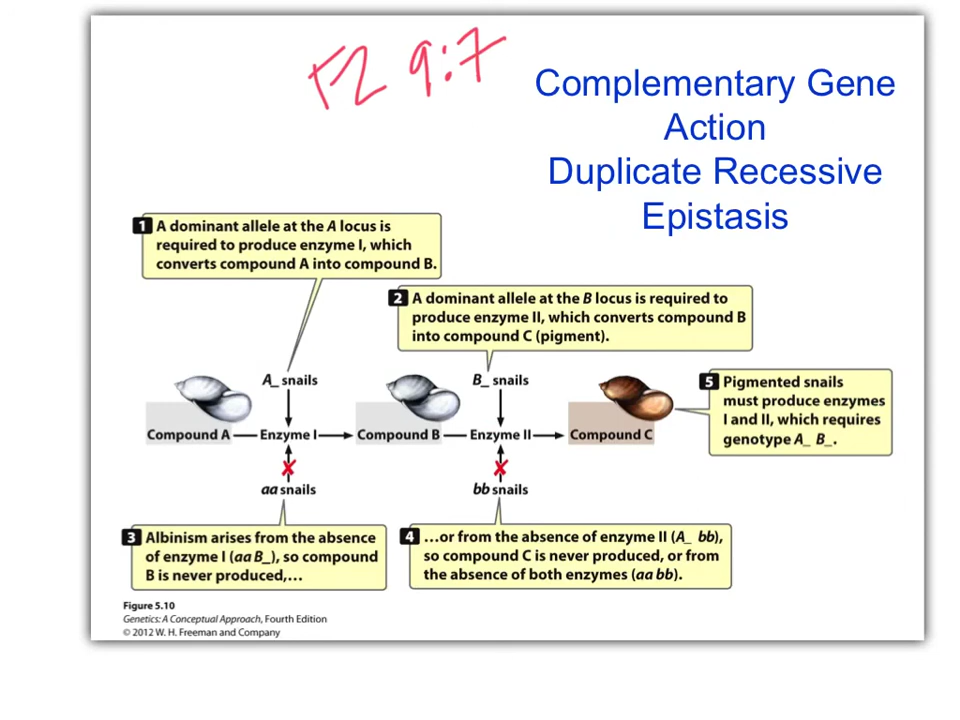 F2 9:7
Complementary Gene
Action
Duplicate Recessive
Epistasis
1 A dominant allele at the A locus is
required to produce enzyme I, which
converts compound A into compound B.
2 A dominant allele at the B locus is required to
produce enzyme II, which converts compound B
into compound C (pigment).
A_ snails
B_ snails
5 Pigmented snails
must produce enzymes
I and II, which requires
genotype A_ B_.
Compound A Enzyme I Compound B Enzyme II Compound C
aa snails
bb snails
3 Albinism arises from the absence
of enzyme I (aa B_), so compound
B is never produced,...
4 ...or from the absence of enzyme II (A_ bb),
so compound C is never produced, or from
the absence of both enzymes (aa bb).
Figure 5.10
Genetics: A Conceptual Approach, Fourth Edition
© 2012 W. H. Freeman and Company